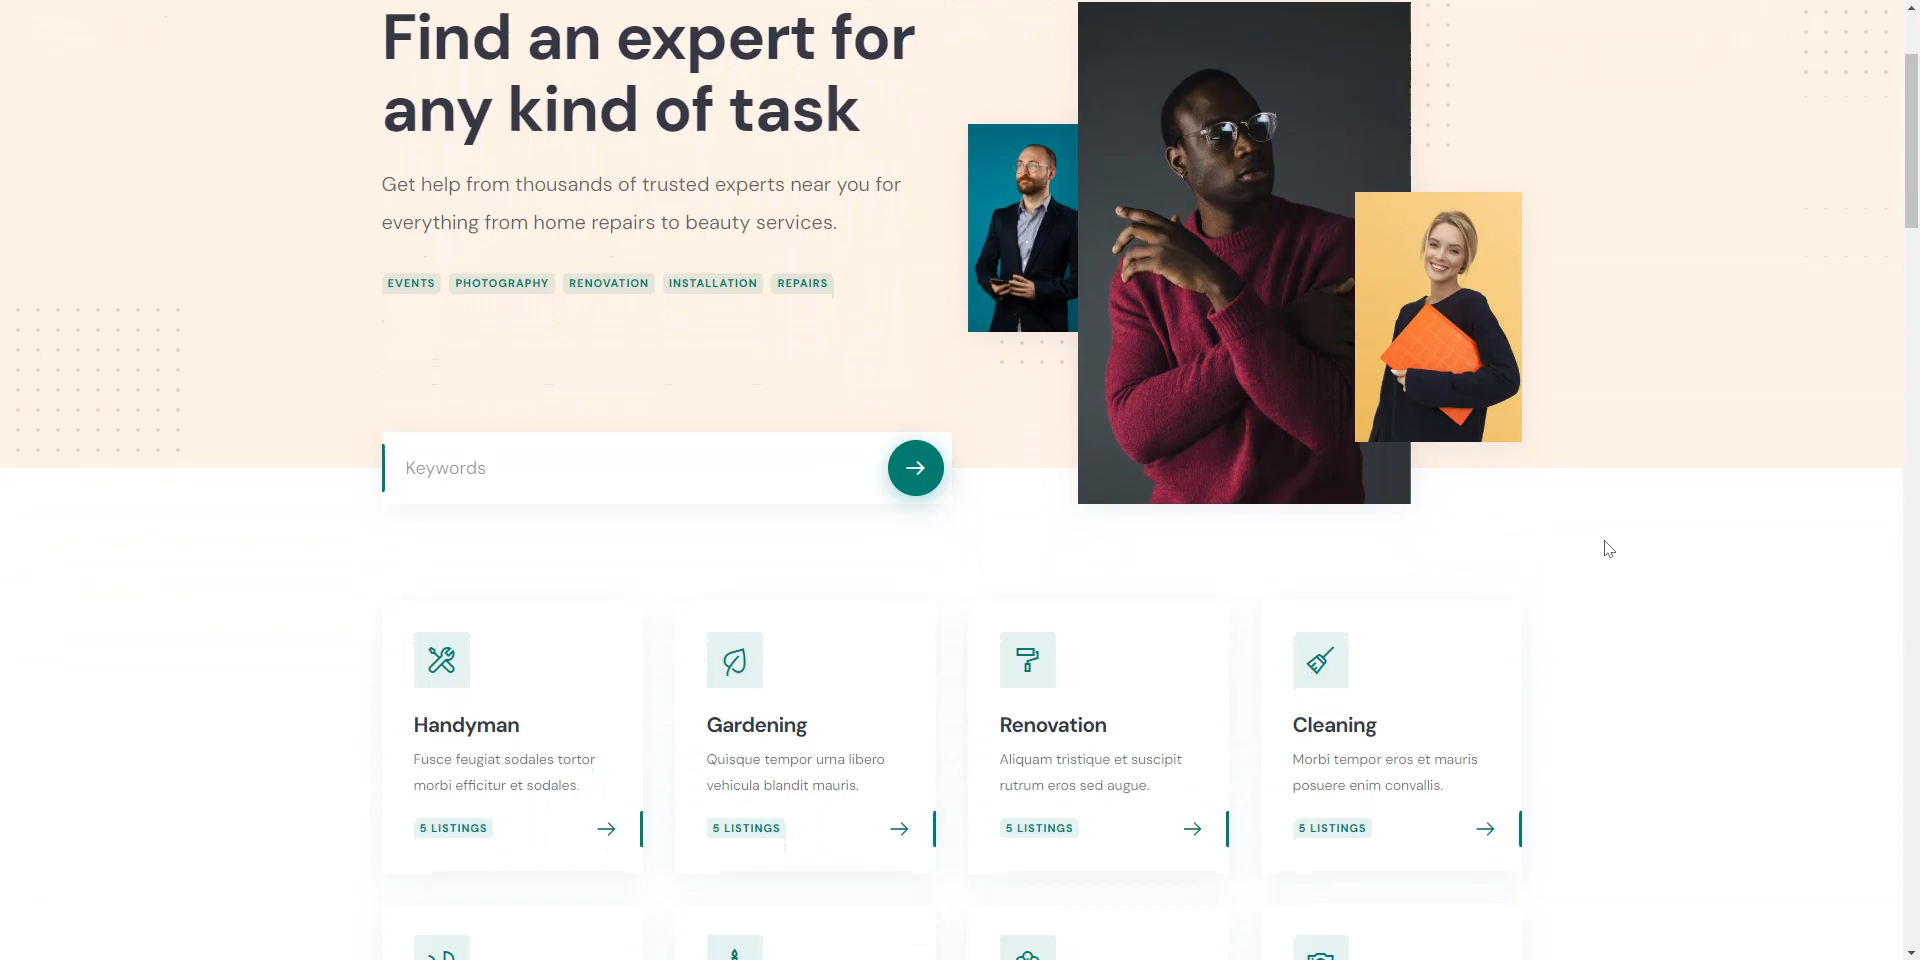 Find an expert for
any kind of task
Get help from thousands of trusted experts near you for
everything from home repairs to beauty services.
EVENTS PHOTOGRAPHY RENOVATION INSTALLATION REPAIRS
Keywords
Handyman
Fusce feugiat sodales tortor
morbi efficitur et sodales.
5 LISTINGS
Gardening
Quisque tempor urna libero
vehicula blandit mauris.
5 LISTINGS
Renovation
Aliquam tristique et suscipit
rutrum eros sed augue.
5 LISTINGS
Cleaning
Morbi tempor eros et mauris
posuere enim convallis.
5 LISTINGS